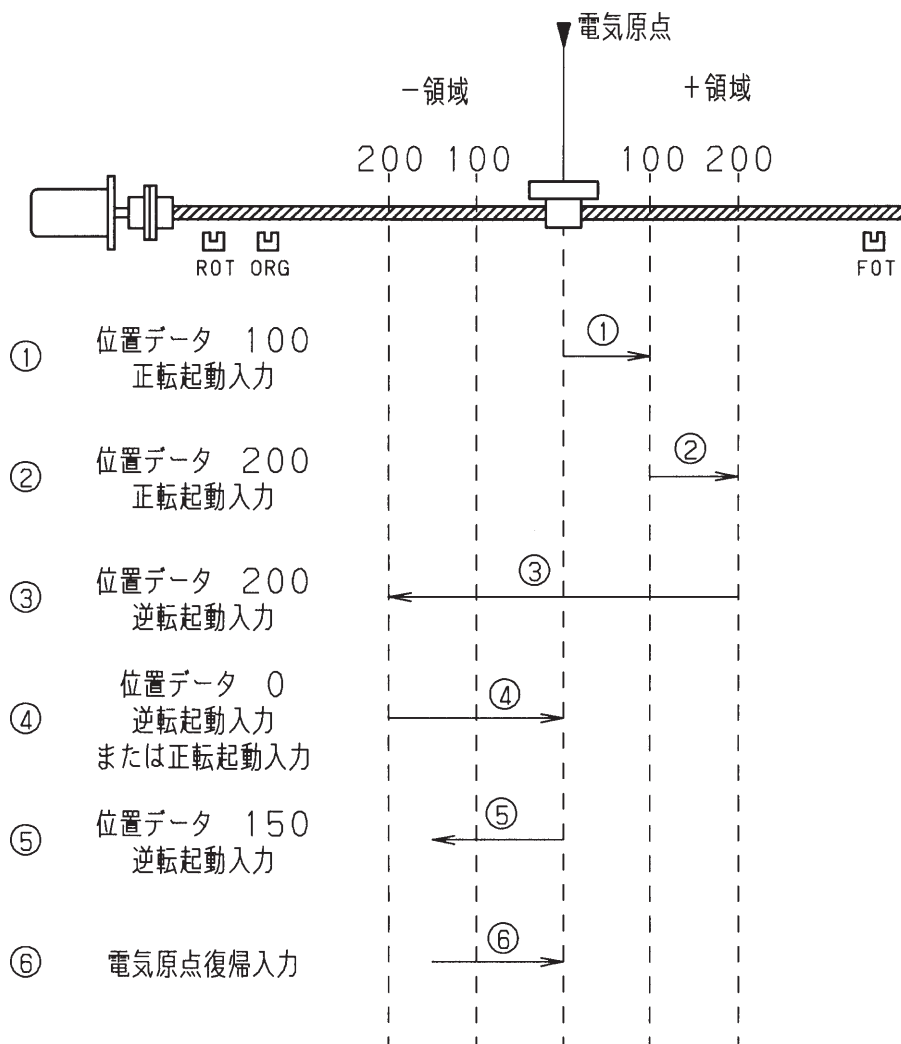 電気原点
－領域
＋領域
200 100 100 200
ROT ORG FOT
① 位置データ 100
正転起動入力
①
② 位置データ 200
正転起動入力
②
③ 位置データ 200
逆転起動入力
③
④ 位置データ 0
逆転起動入力
または正転起動入力
④
⑤ 位置データ 150
逆転起動入力
⑤
⑥ 電気原点復帰入力
⑥